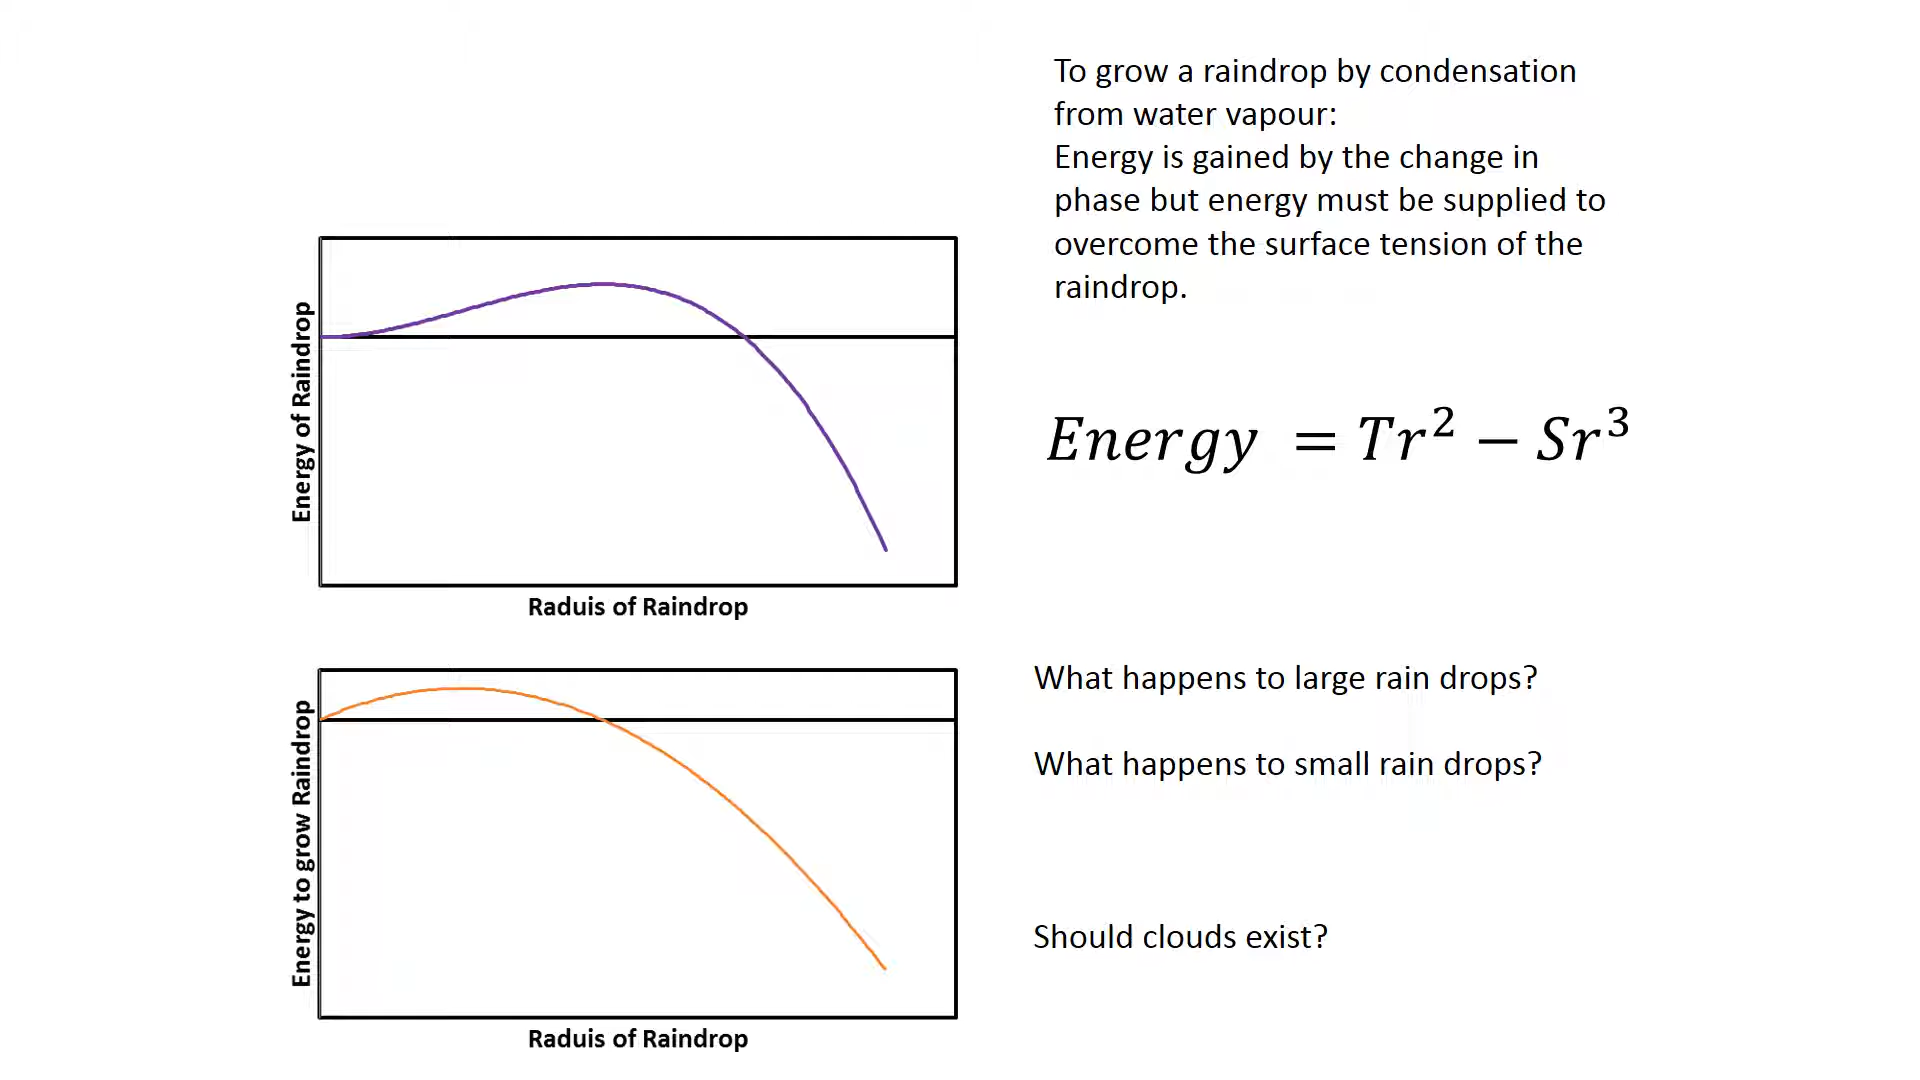 To grow a raindrop by condensation
from water vapour:
Energy is gained by the change in
phase but energy must be supplied to
overcome the surface tension of the
raindrop.
Energy of Raindrop
Raduis of Raindrop
Energy = Tr² – Sr³
Energy to grow Raindrop
Raduis of Raindrop
What happens to large rain drops?
What happens to small rain drops?
Should clouds exist?